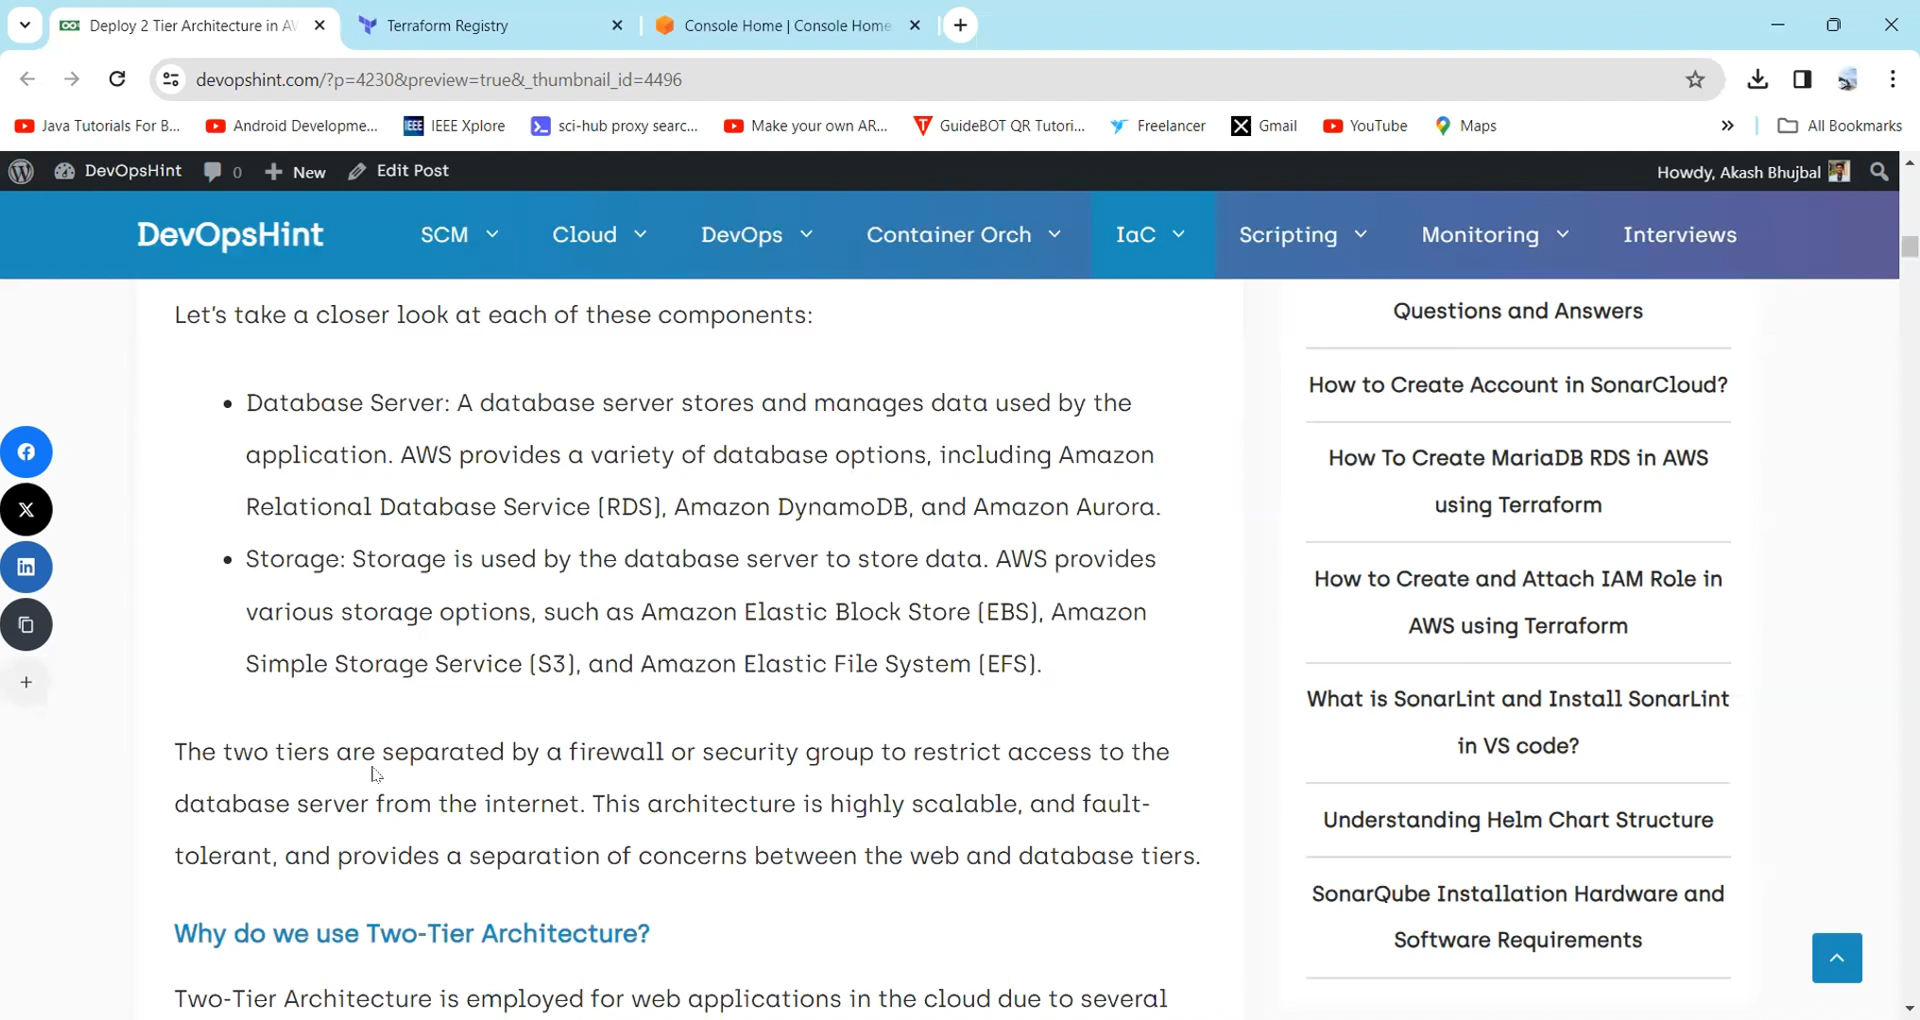 Deploy 2 Tier Architecture in AW
Terraform Registry
Console Home | Console Home
devopshint.com/?p=4230&preview=true&_thumbnail_id=4496
Java Tutorials For B...
Android Developme...
IEEE
IEEE Xplore
sci-hub proxy searc...
Make your own AR...
GuideBOT QR Tutori...
Freelancer
Gmail
YouTube
Maps
All Bookmarks
DevOpsHint
0
New
Edit Post
Howdy, Akash Bhujbal
DevOpsHint
SCM
Cloud
DevOps
Container Orch
IaC
Scripting
Monitoring
Interviews
Let's take a closer look at each of these components:
• Database Server: A database server stores and manages data used by the
application. AWS provides a variety of database options, including Amazon
Relational Database Service (RDS), Amazon DynamoDB, and Amazon Aurora.
• Storage: Storage is used by the database server to store data. AWS provides
various storage options, such as Amazon Elastic Block Store (EBS), Amazon
Simple Storage Service (S3), and Amazon Elastic File System (EFS).
The two tiers are separated by a firewall or security group to restrict access to the
database server from the internet. This architecture is highly scalable, and fault-
tolerant, and provides a separation of concerns between the web and database tiers.
Why do we use Two-Tier Architecture?
Two-Tier Architecture is employed for web applications in the cloud due to several
Questions and Answers
How to Create Account in SonarCloud?
How To Create MariaDB RDS in AWS
using Terraform
How to Create and Attach IAM Role in
AWS using Terraform
What is SonarLint and Install SonarLint
in VS code?
Understanding Helm Chart Structure
SonarQube Installation Hardware and
Software Requirements